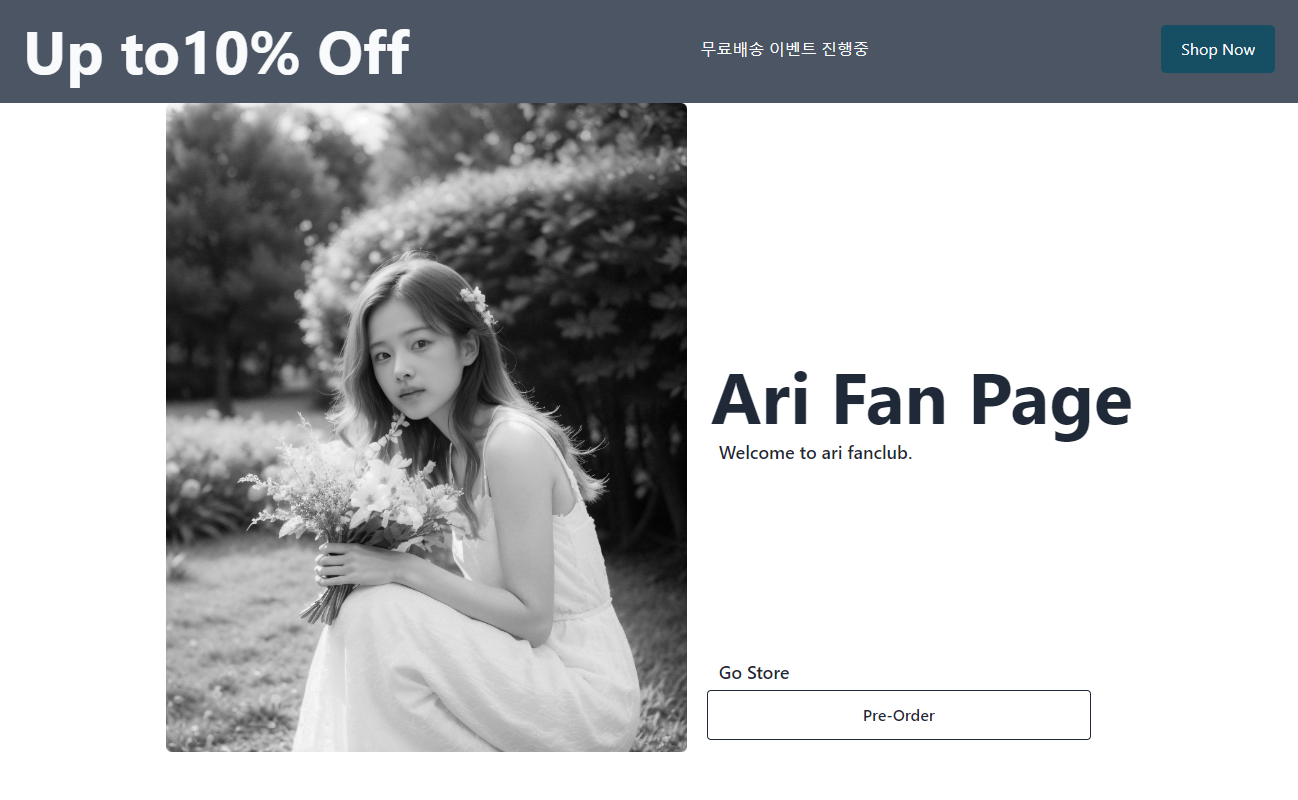 Up to10% Off
무료배송 이벤트 진행중
Shop Now
Ari Fan Page
Welcome to ari fanclub.
Go Store
Pre-Order